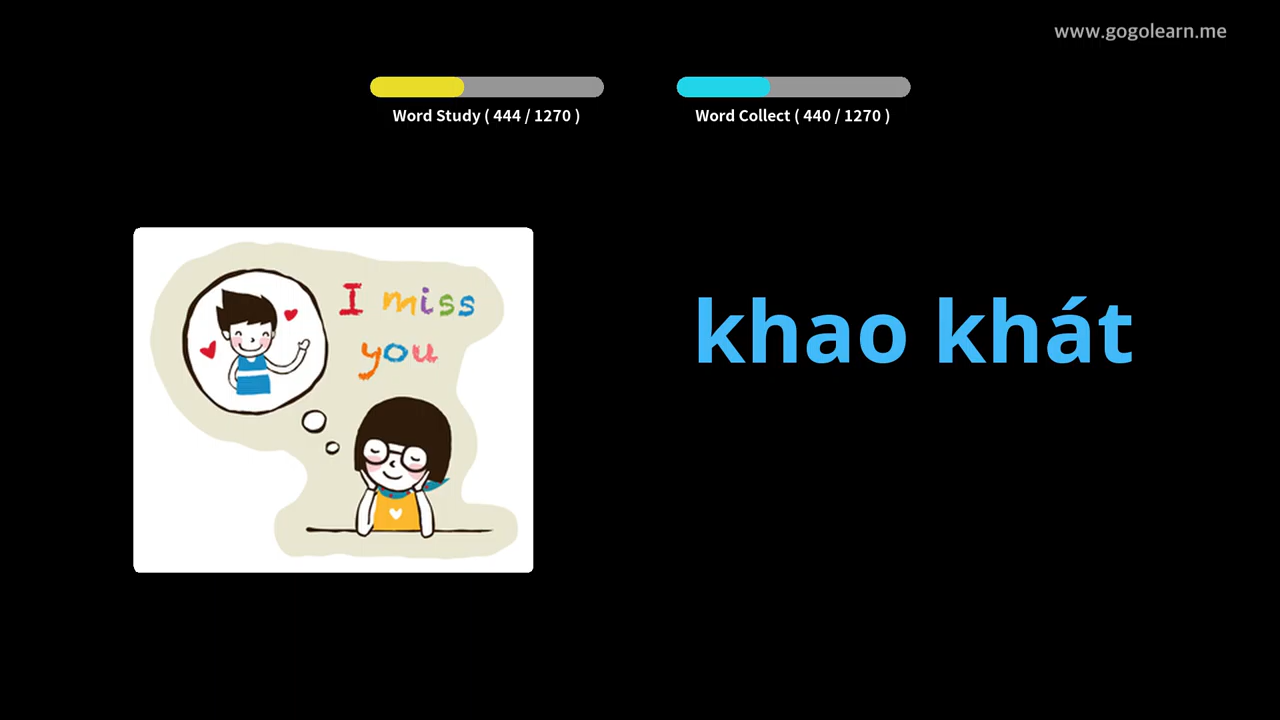 www.gogolearn.me
Word Study ( 444 / 1270 )
Word Collect ( 440 / 1270 )
I miss
you
khao khát